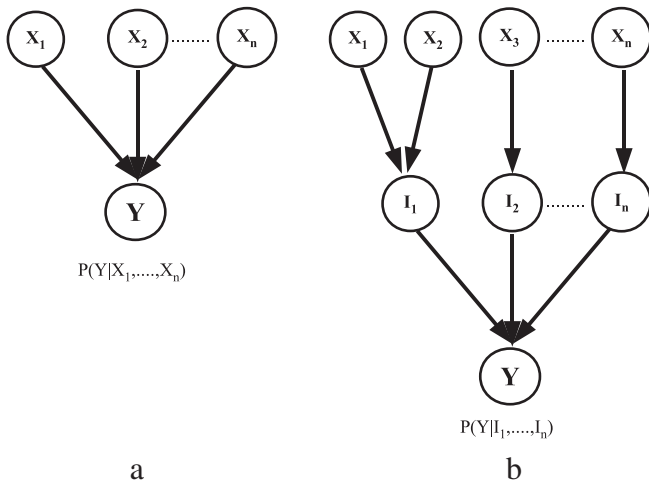 X1 X2 ........ Xn
Y
P(Y|X1,....,Xn)
a
X1 X2 X3 ........ Xn
I1 I2 ........ In
Y
P(Y|I1,....,In)
b